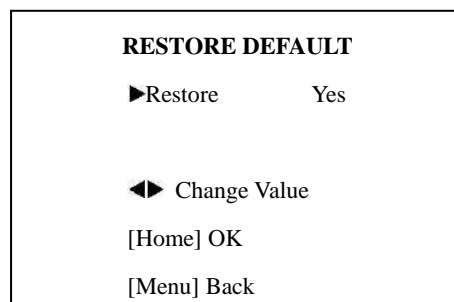 RESTORE DEFAULT
▶Restore Yes
◀▶ Change Value
[Home] OK
[Menu] Back